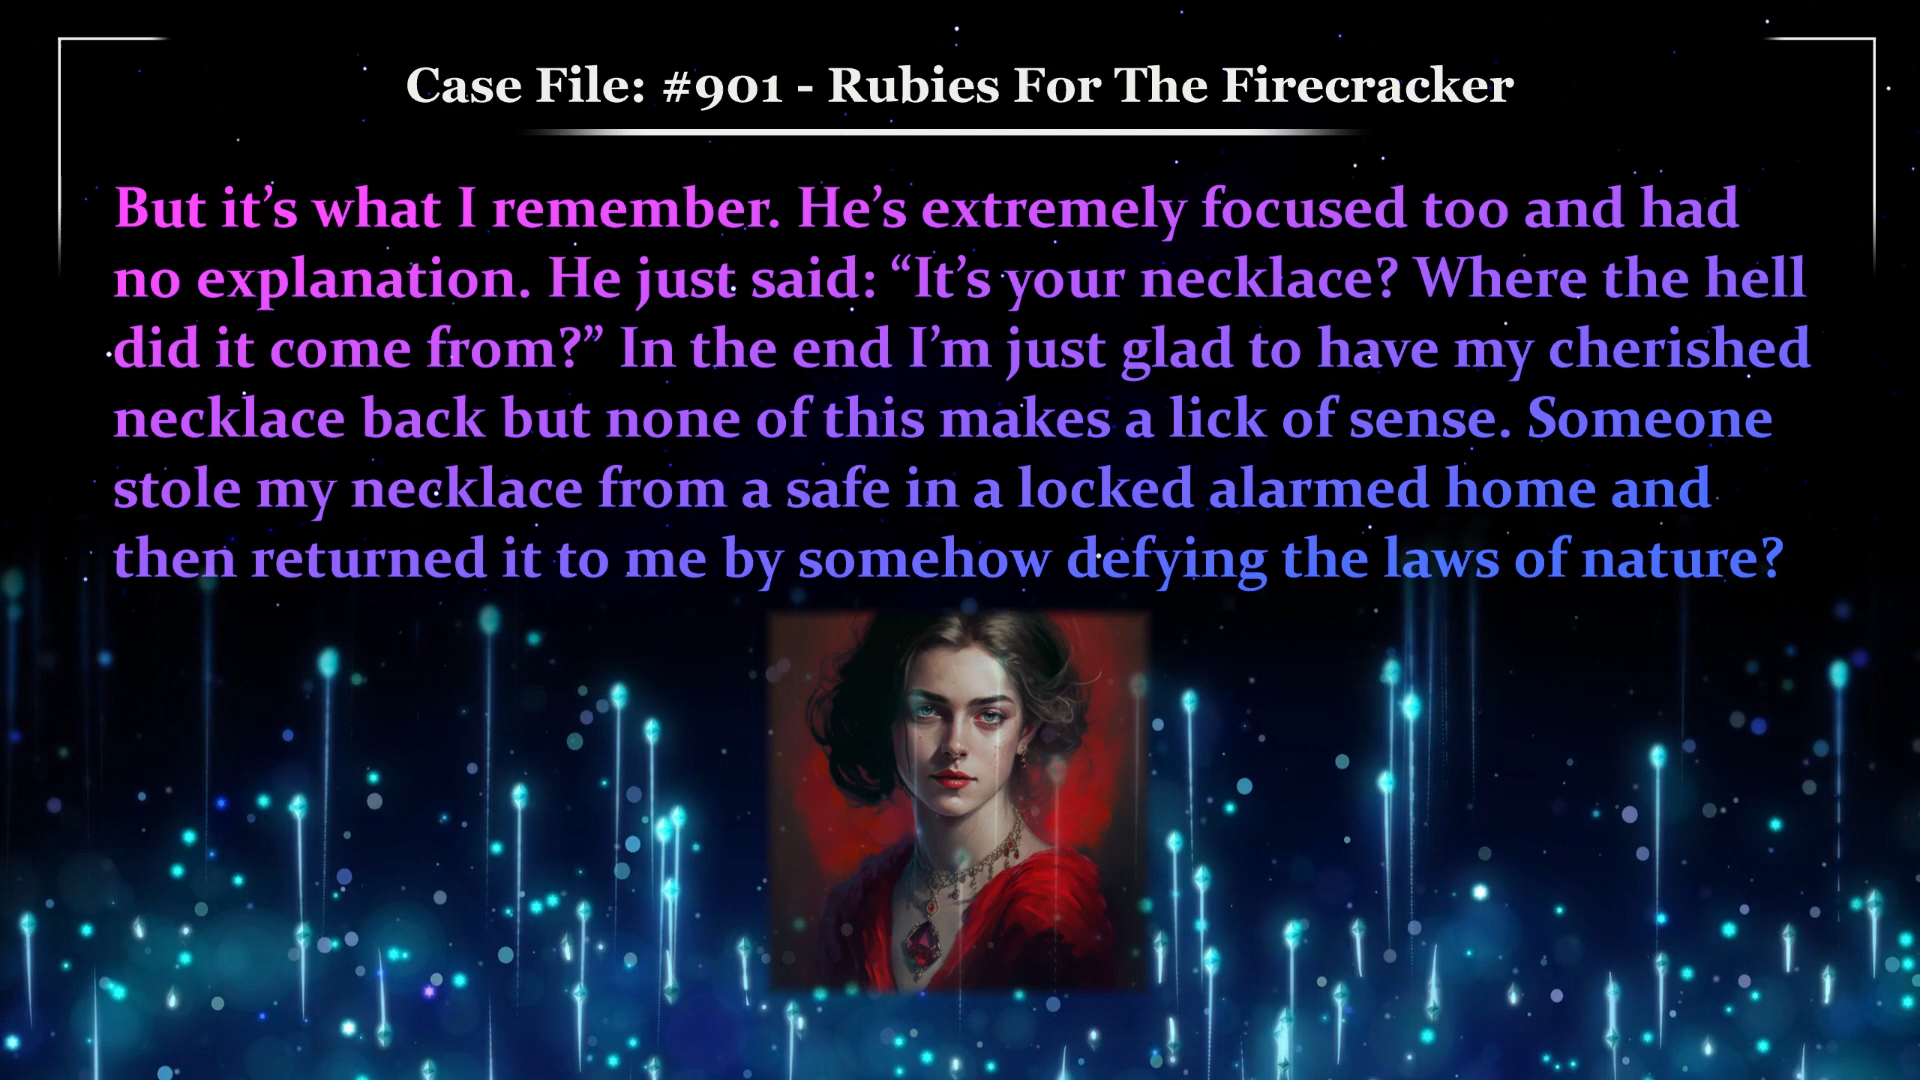 Case File: #901 - Rubies For The Firecracker
But it’s what I remember. He’s extremely focused too and had
no explanation. He just said: “It’s your necklace? Where the hell
did it come from?” In the end I’m just glad to have my cherished
necklace back but none of this makes a lick of sense. Someone
stole my necklace from a safe in a locked alarmed home and
then returned it to me by somehow defying the laws of nature?